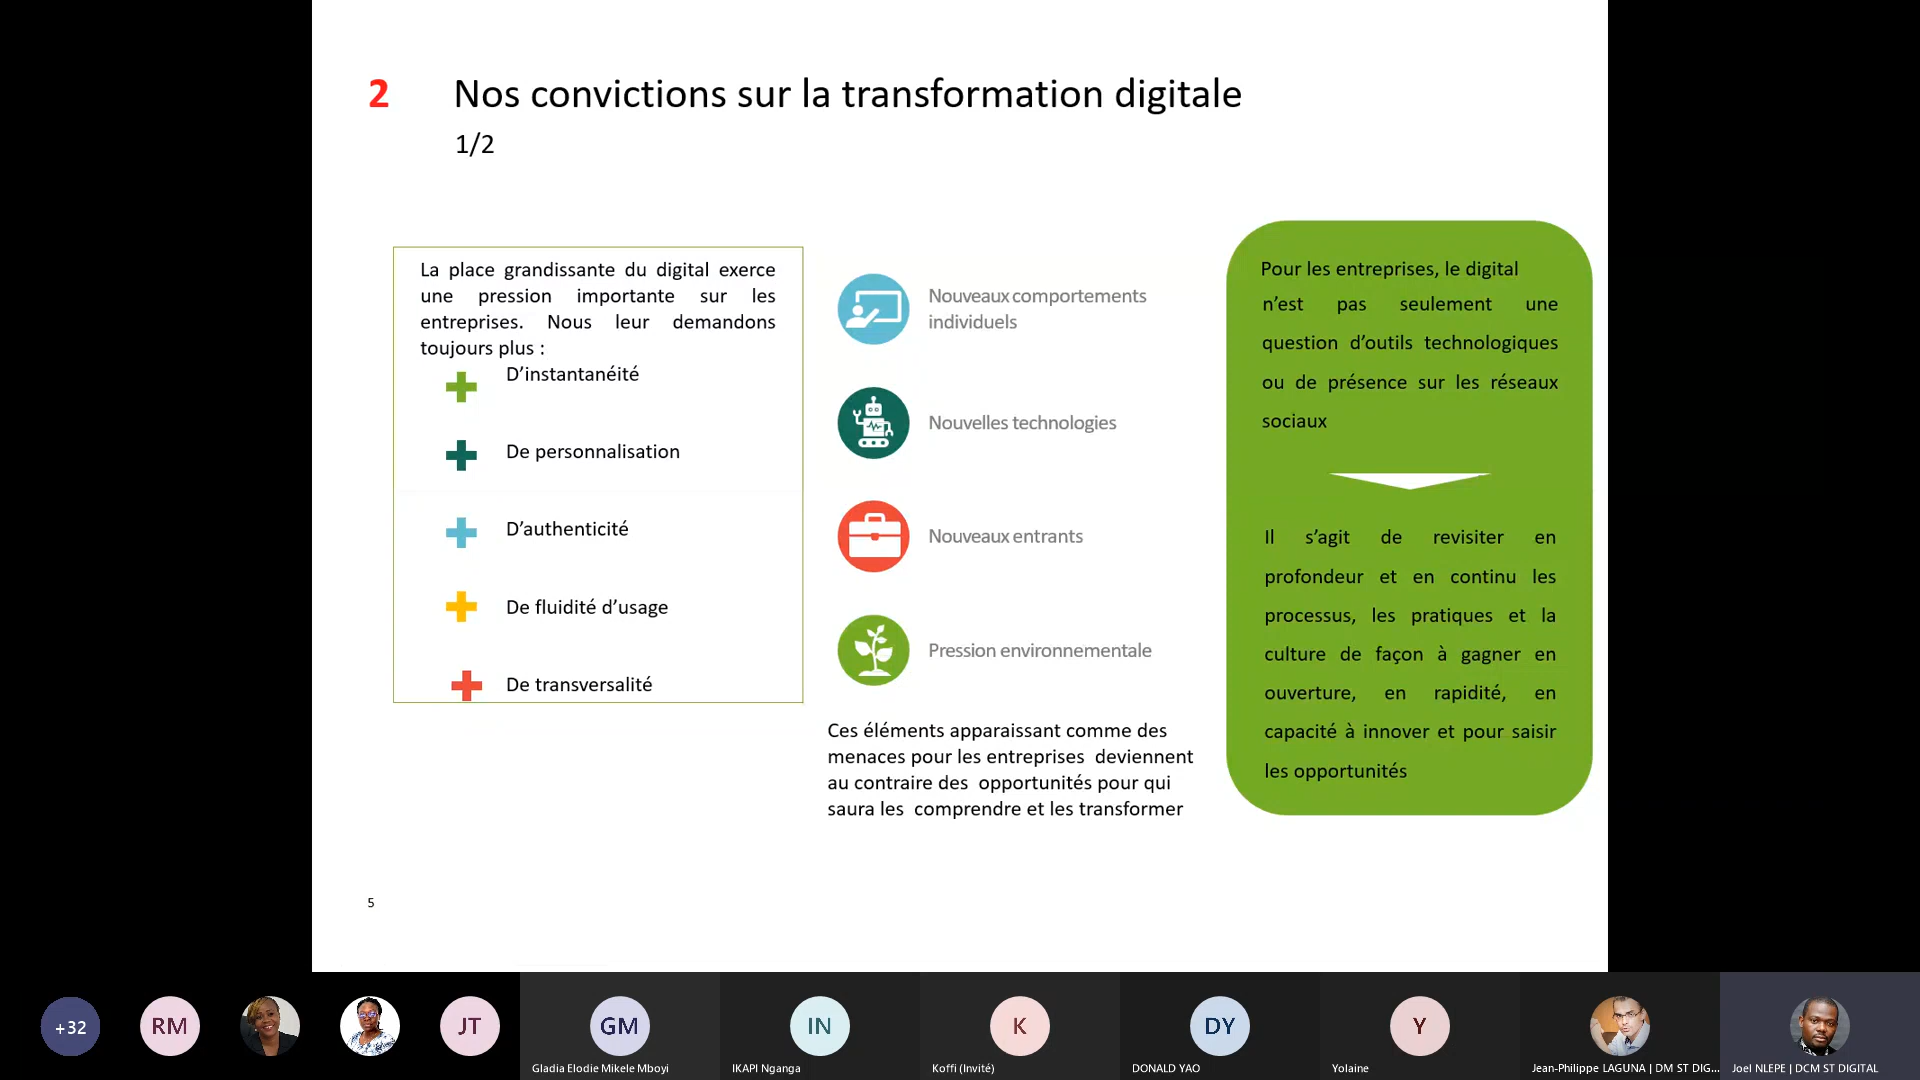 2 Nos convictions sur la transformation digitale
1/2
La place grandissante du digital exerce
une pression importante sur les
entreprises. Nous leur demandons
toujours plus :
D’instantanéité
De personnalisation
D’authenticité
De fluidité d’usage
De transversalité
Nouveaux comportements
individuels
Nouvelles technologies
Nouveaux entrants
Pression environnementale
Ces éléments apparaissant comme des
menaces pour les entreprises deviennent
au contraire des opportunités pour qui
saura les comprendre et les transformer
Pour les entreprises, le digital
n’est pas seulement une
question d’outils technologiques
ou de présence sur les réseaux
sociaux
Il s’agit de revisiter en
profondeur et en continu les
processus, les pratiques et la
culture de façon à gagner en
ouverture, en rapidité, en
capacité à innover et pour saisir
les opportunités
5
+32
RM
JT
GM
Gladia Elodie Mikele Mboyi
IN
IKAPI Nganga
K
Koffi (Invité)
DY
DONALD YAO
Y
Yolaine
Jean-Philippe LAGUNA | DM ST DIG...
Joel NLEPE | DCM ST DIGITAL